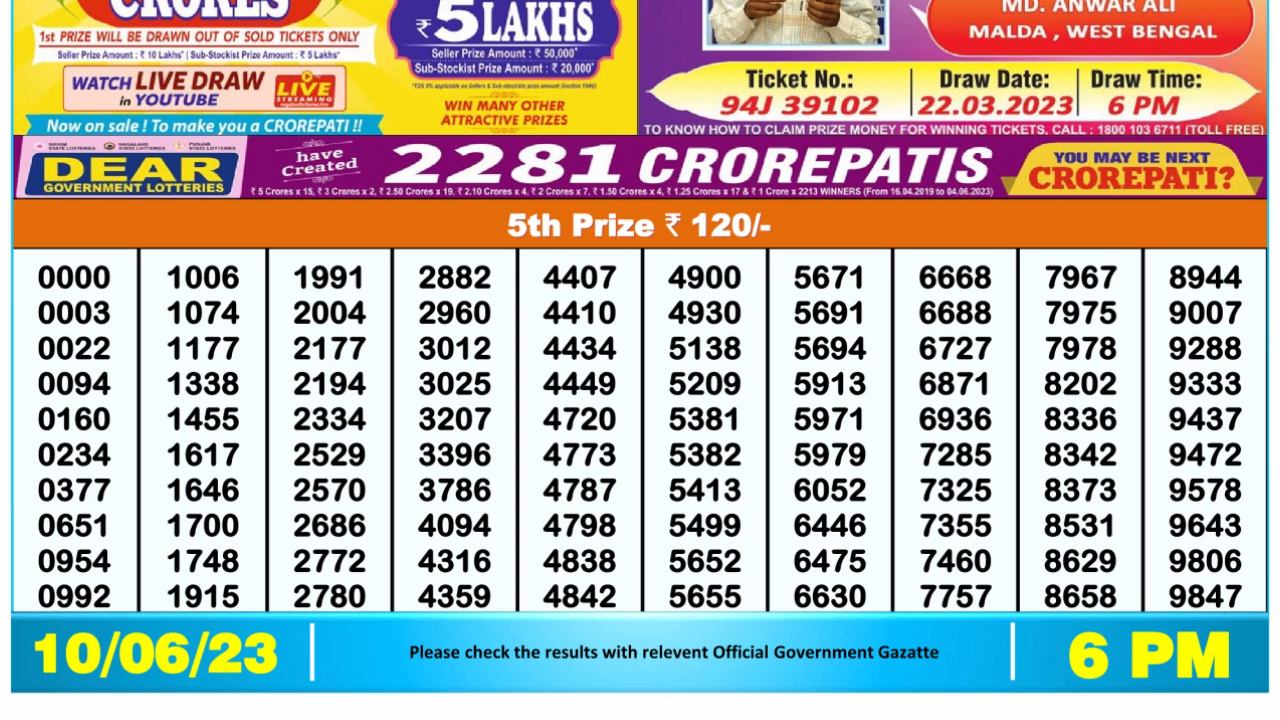 CRORES
1st PRIZE WILL BE DRAWN OUT OF SOLD TICKETS ONLY
Seller Prize Amount : ₹ 10 Lakhs* | Sub-Stockist Prize Amount : ₹ 5 Lakhs*
WATCH LIVE DRAW
in YOUTUBE
LIVE
STREAMING
Now on sale ! To make you a CROREPATI !!
₹ 5 LAKHS
Seller Prize Amount : ₹ 50,000*
Sub-Stockist Prize Amount : ₹ 20,000*
WIN MANY OTHER
ATTRACTIVE PRIZES
MD. ANWAR ALI
MALDA , WEST BENGAL
Ticket No.: Draw Date: Draw Time:
94J 39102 22.03.2023 6 PM
TO KNOW HOW TO CLAIM PRIZE MONEY FOR WINNING TICKETS, CALL : 1800 103 6711 (TOLL FREE)
DEAR
GOVERNMENT LOTTERIES
have
Created
2281 CROREPATIS
₹ 5 Crores x 15, ₹ 3 Crores x 2, ₹ 2.50 Crores x 19, ₹ 2.10 Crores x 4, ₹ 2 Crores x 7, ₹ 1.50 Crores x 4, ₹ 1.25 Crores x 17 & ₹ 1 Crore x 2213 WINNERS (From 16.04.2019 to 04.06.2023)
YOU MAY BE NEXT
CROREPATI?
5th Prize ₹ 120/-
0000 1006 1991 2882 4407 4900 5671 6668 7967 8944
0003 1074 2004 2960 4410 4930 5691 6688 7975 9007
0022 1177 2177 3012 4434 5138 5694 6727 7978 9288
0094 1338 2194 3025 4449 5209 5913 6871 8202 9333
0160 1455 2334 3207 4720 5381 5971 6936 8336 9437
0234 1617 2529 3396 4773 5382 5979 7285 8342 9472
0377 1646 2570 3786 4787 5413 6052 7325 8373 9578
0651 1700 2686 4094 4798 5499 6446 7355 8531 9643
0954 1748 2772 4316 4838 5652 6475 7460 8629 9806
0992 1915 2780 4359 4842 5655 6630 7757 8658 9847
10/06/23
Please check the results with relevent Official Government Gazatte
6 PM